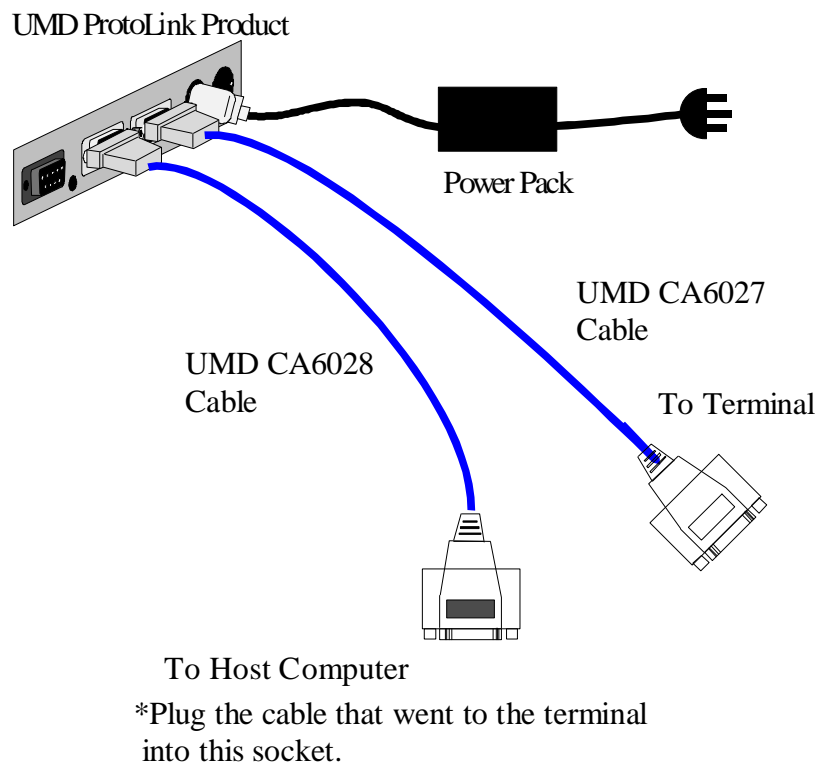 UMD ProtoLink Product
Power Pack
UMD CA6027
Cable
UMD CA6028
Cable
To Terminal
To Host Computer
*Plug the cable that went to the terminal
into this socket.